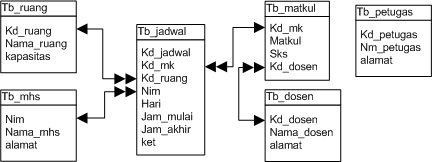 Tb_ruang
Kd_ruang
Nama_ruang
kapasitas
Tb_mhs
Nim
Nama_mhs
alamat
Tb_jadwal
Kd_jadwal
Kd_mk
Kd_ruang
Nim
Hari
Jam_mulai
Jam_akhir
ket
Tb_matkul
Kd_mk
Matkul
Sks
Kd_dosen
Tb_dosen
Kd_dosen
Nama_dosen
alamat
Tb_petugas
Kd_petugas
Nm_petugas
alamat